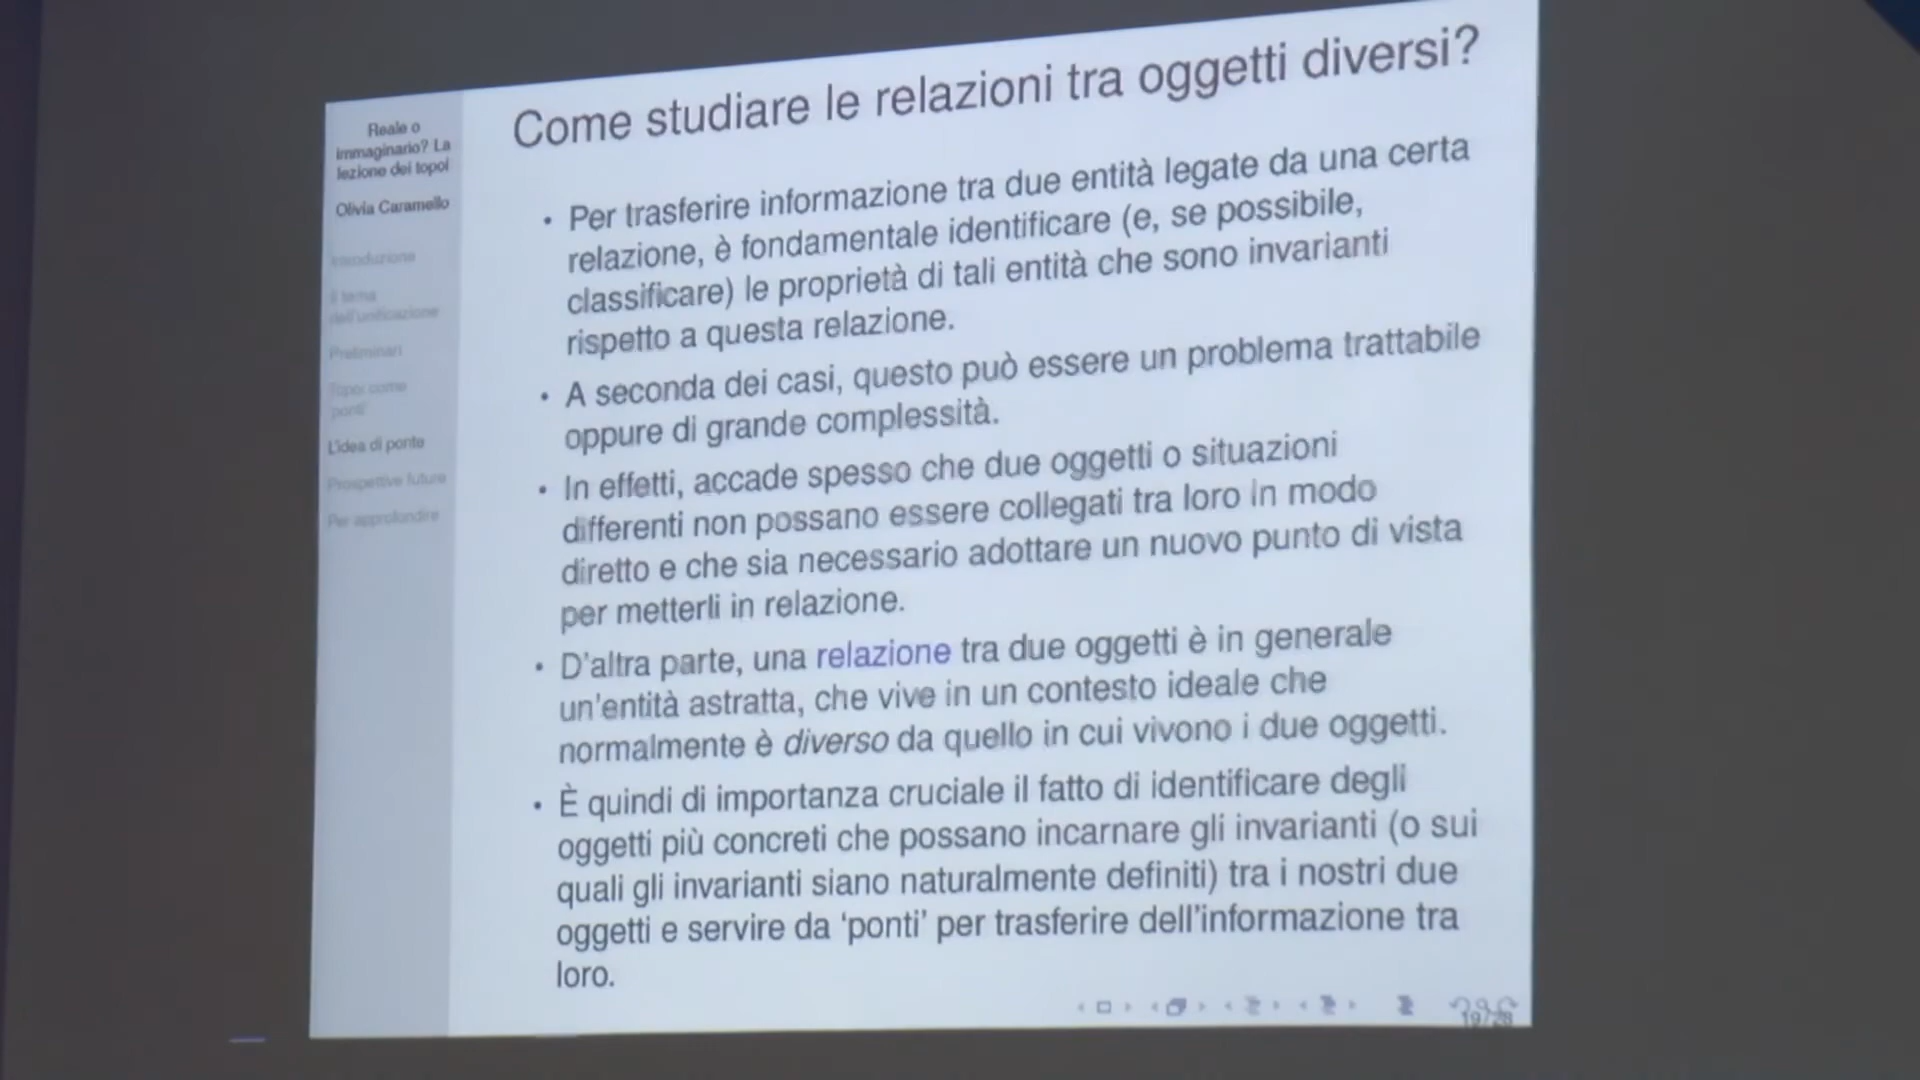 Reale o
immaginario? La
lezione dei topoi
Olivia Caramello
Introduzione
Il tema
dell'unificazione
Preliminari
Topoi come
ponti
L'idea di ponte
Prospettive future
Per approfondire
Come studiare le relazioni tra oggetti diversi?
• Per trasferire informazione tra due entità legate da una certa
relazione, è fondamentale identificare (e, se possibile,
classificare) le proprietà di tali entità che sono invarianti
rispetto a questa relazione.
• A seconda dei casi, questo può essere un problema trattabile
oppure di grande complessità.
• In effetti, accade spesso che due oggetti o situazioni
differenti non possano essere collegati tra loro in modo
diretto e che sia necessario adottare un nuovo punto di vista
per metterli in relazione.
• D'altra parte, una relazione tra due oggetti è in generale
un'entità astratta, che vive in un contesto ideale che
normalmente è diverso da quello in cui vivono i due oggetti.
• È quindi di importanza cruciale il fatto di identificare degli
oggetti più concreti che possano incarnare gli invarianti (o sui
quali gli invarianti siano naturalmente definiti) tra i nostri due
oggetti e servire da ‘ponti’ per trasferire dell'informazione tra
loro.
19/28